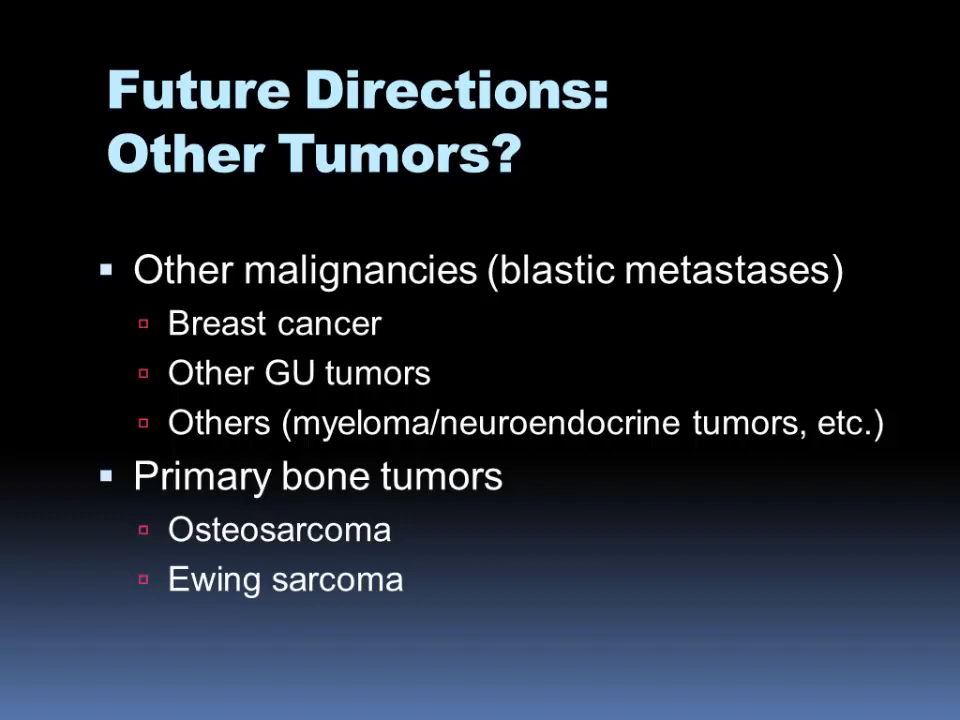 Future Directions:
Other Tumors?
Other malignancies (blastic metastases)
Breast cancer
Other GU tumors
Others (myeloma/neuroendocrine tumors, etc.)
Primary bone tumors
Osteosarcoma
Ewing sarcoma